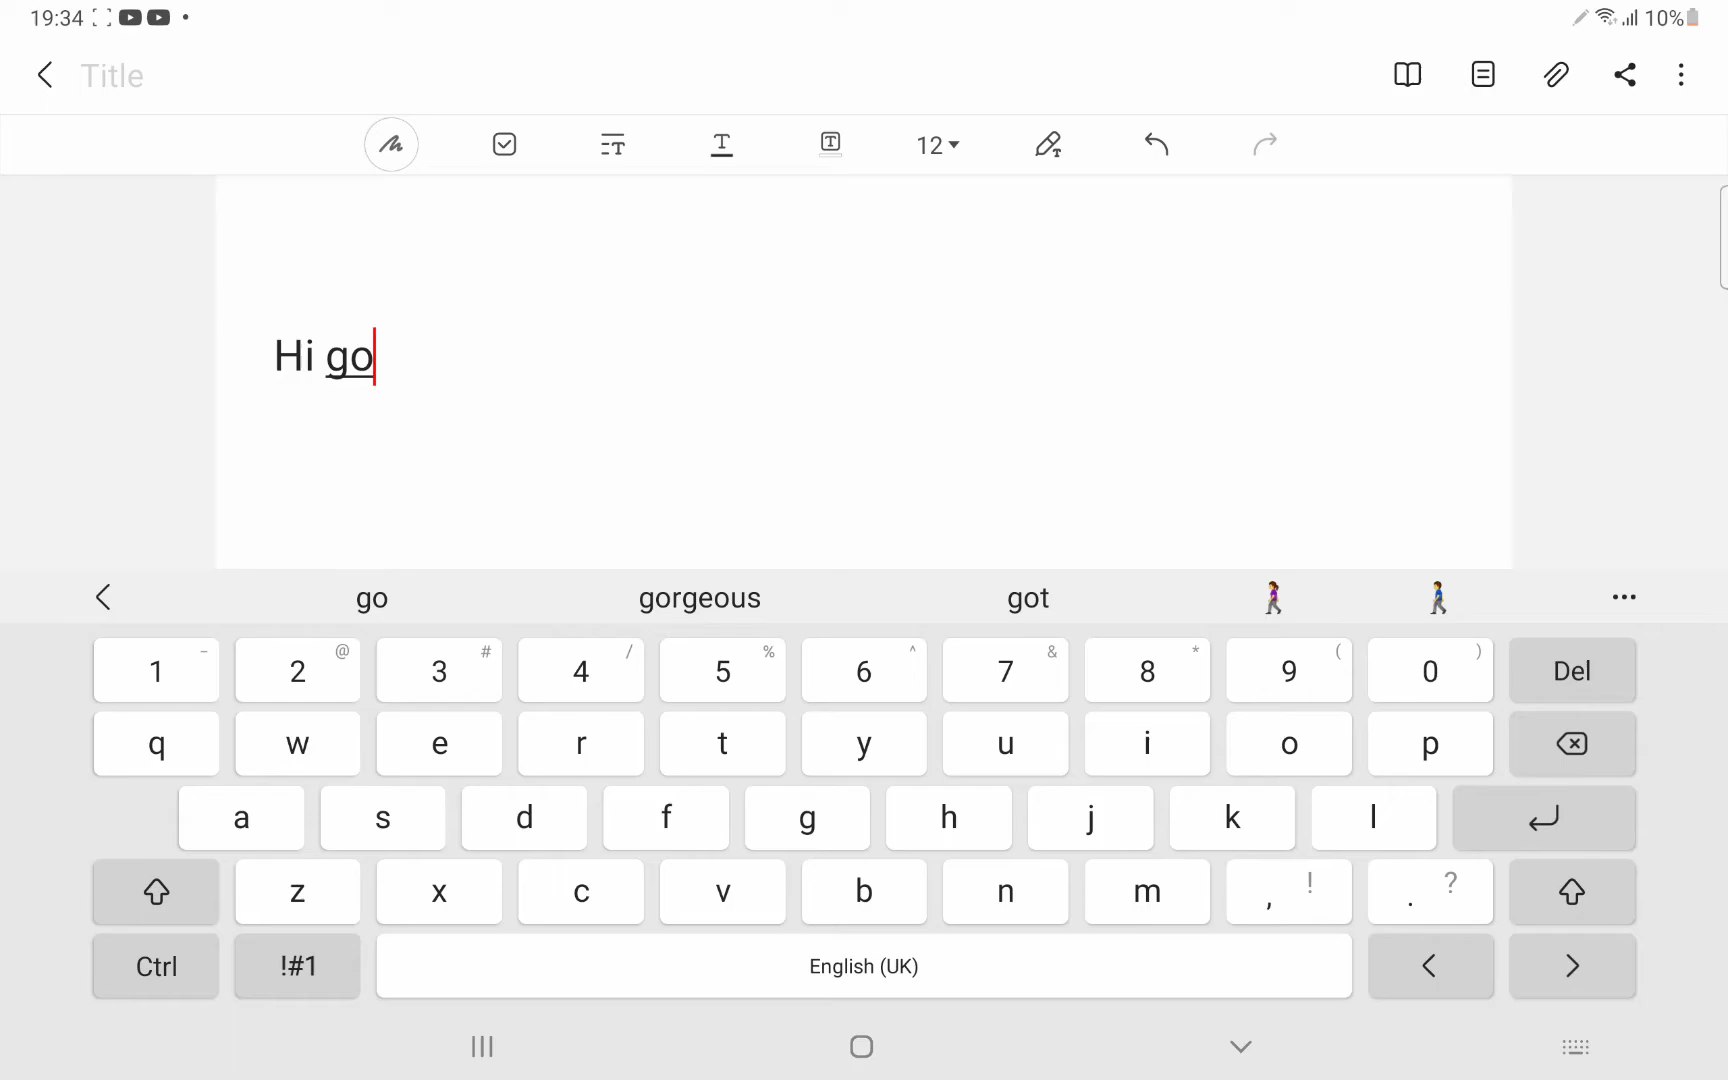 19:34
10%
Title
12
Hi go
go gorgeous got
1 - 2 @ 3 # 4 / 5 % 6 ^ 7 & 8 * 9 ( 0 ) Del
q w e r t y u i o p
a s d f g h j k l
z x c v b n m , ! . ?
Ctrl !#1 English (UK) < >